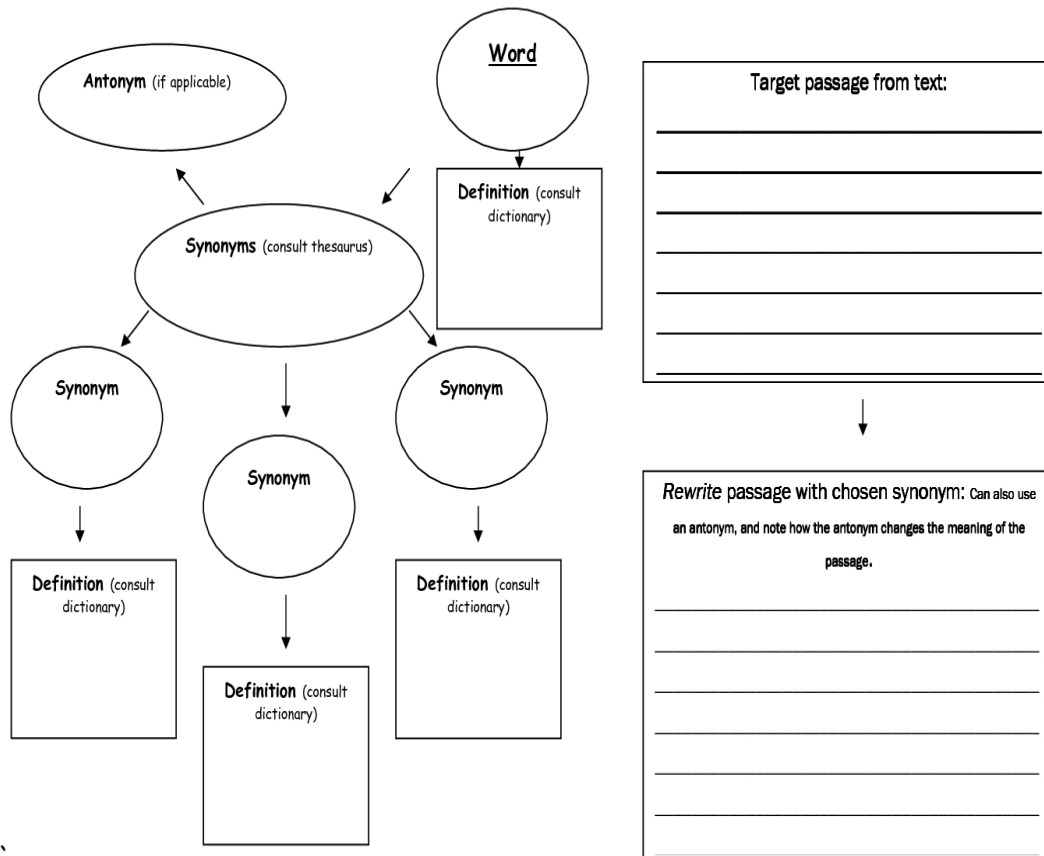 Word
Antonym (if applicable)
Target passage from text:
Definition (consult
dictionary)
Synonyms (consult thesaurus)
Synonym
Synonym
Synonym
Rewrite passage with chosen synonym: Can also use
an antonym, and note how the antonym changes the meaning of the
passage.
Definition (consult
dictionary)
Definition (consult
dictionary)
Definition (consult
dictionary)